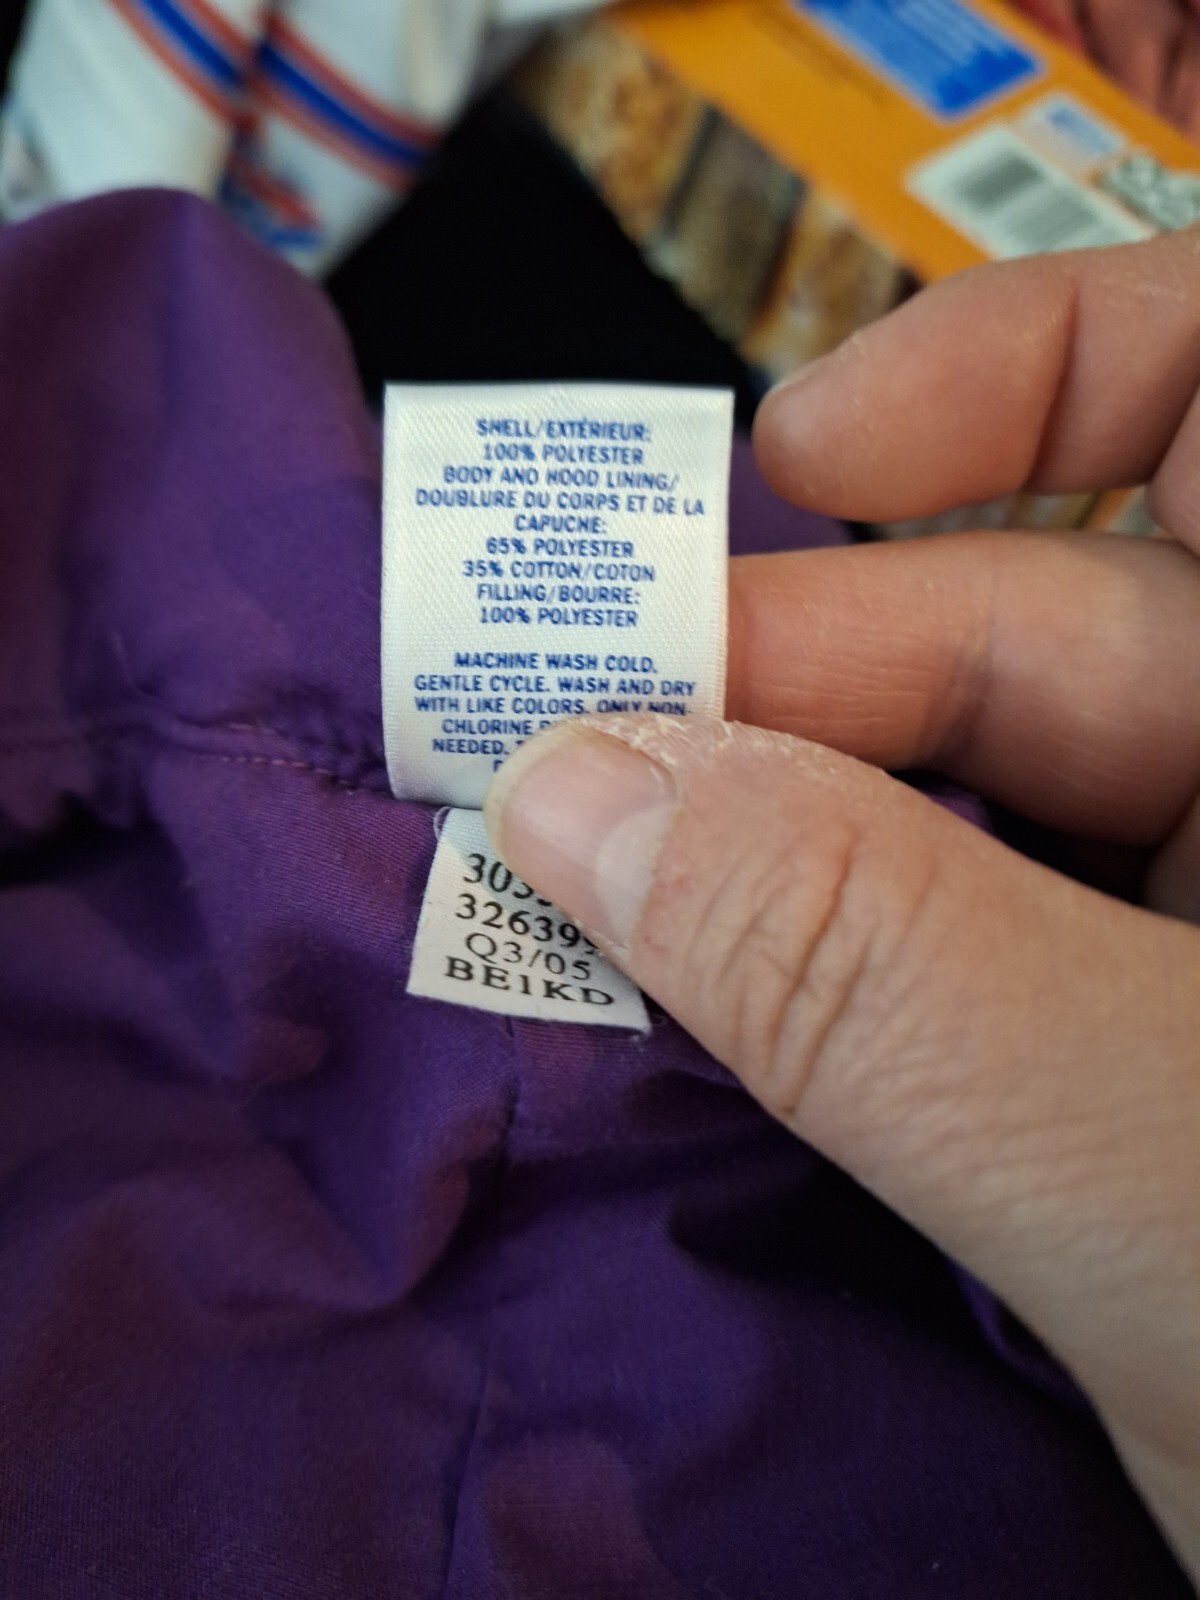 SHELL/EXTÉRIEUR:
100% POLYESTER
BODY AND HOOD LINING/
DOUBLURE DU CORPS ET DE LA
CAPUCHE:
65% POLYESTER
35% COTTON/COTON
FILLING/BOURRE:
100% POLYESTER
MACHINE WASH COLD.
GENTLE CYCLE. WASH AND DRY
WITH LIKE COLORS. ONLY NON-
CHLORINE
NEEDED.
Q3/05
BE1KD